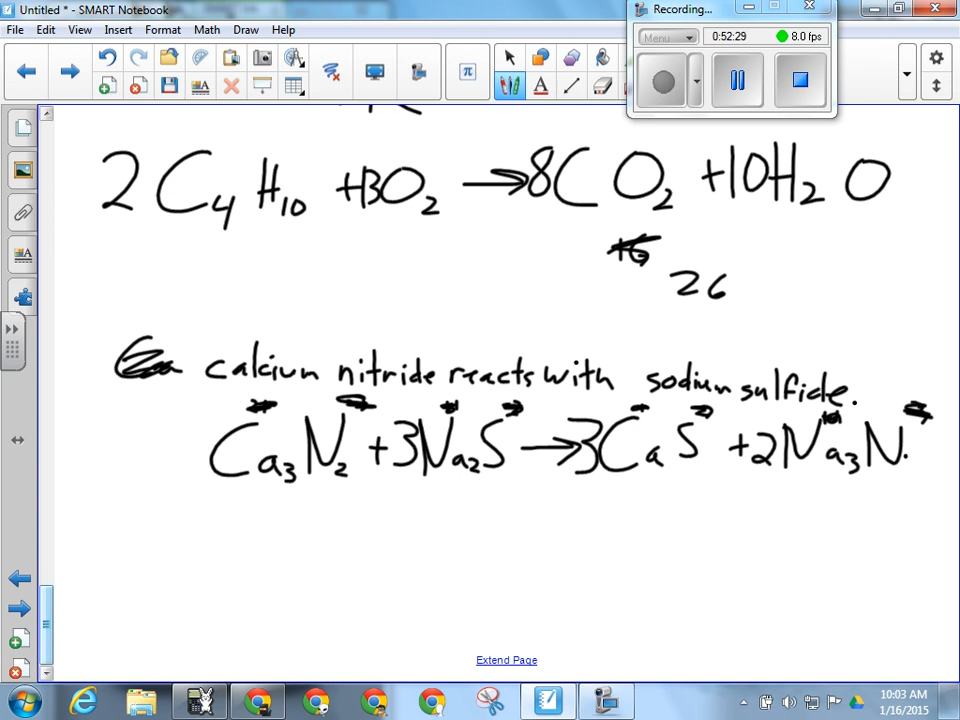 Untitled * - SMART Notebook
Recording...
File Edit View Insert Format Math Draw Help
Menu 0:52:29 8.0 fps
2C₄H₁₀ + 13O₂ → 8CO₂ + 10H₂O
26
calcium nitride reacts with sodium sulfide.
Ca₃N₂ + 3Na₂S → 3CaS + 2Na₃N
Extend Page
10:03 AM
1/16/2015